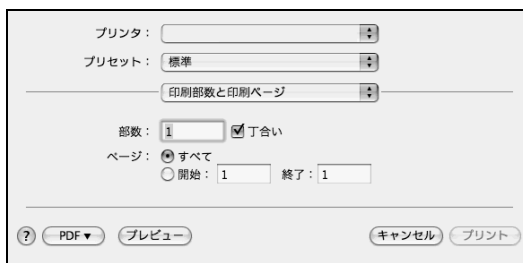 プリンタ：
プリセット： 標準
印刷部数と印刷ページ
部数： 1 丁合い
ページ： すべて
開始： 1 終了： 1
? PDF▼ プレビュー キャンセル プリント